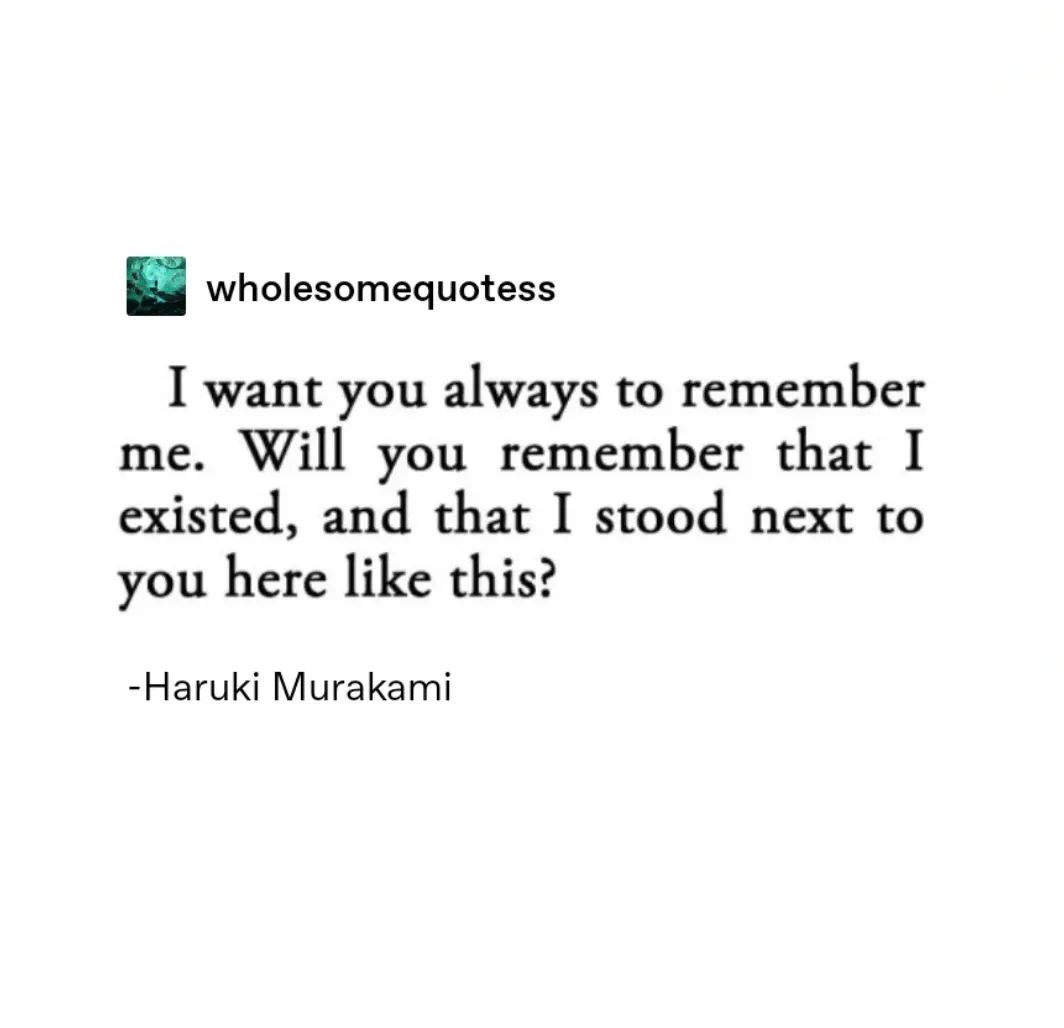 wholesomequotess
I want you always to remember
me. Will you remember that I
existed, and that I stood next to
you here like this?
-Haruki Murakami